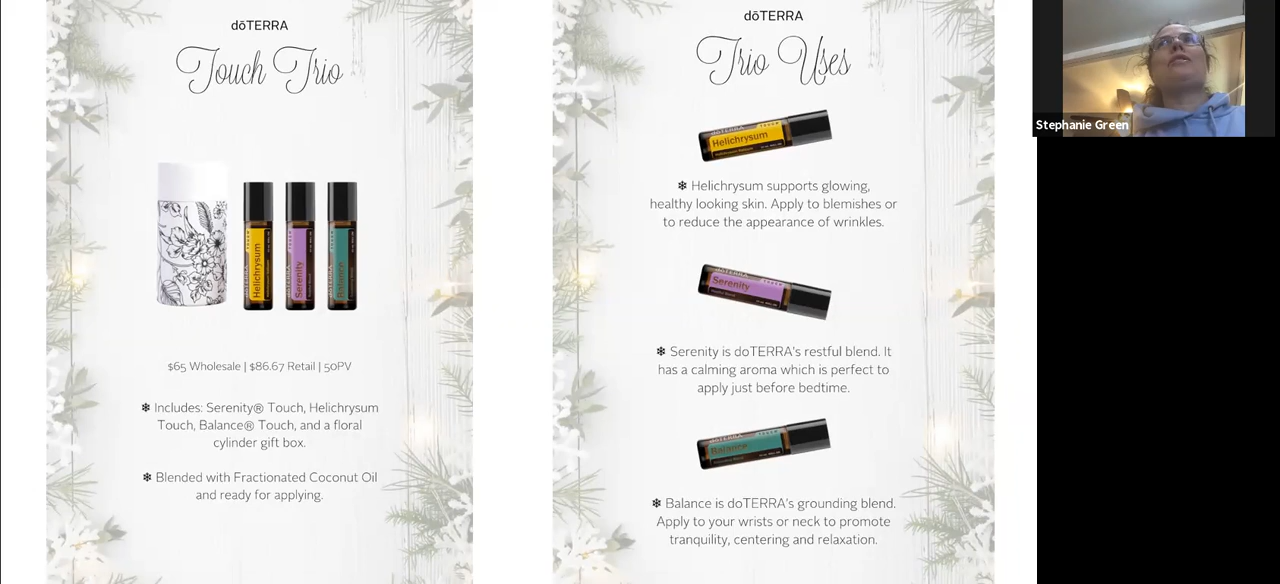 dōTERRA
Touch Trio
Helichrysum
Serenity
Balance
$65 Wholesale | $86.67 Retail | 50PV
❄ Includes: Serenity® Touch, Helichrysum
Touch, Balance® Touch, and a floral
cylinder gift box.
❄ Blended with Fractionated Coconut Oil
and ready for applying.
dōTERRA
Trio Uses
dōTERRA TOUCH
Helichrysum
❄ Helichrysum supports glowing,
healthy looking skin. Apply to blemishes or
to reduce the appearance of wrinkles.
Serenity
❄ Serenity is doTERRA's restful blend. It
has a calming aroma which is perfect to
apply just before bedtime.
Balance
❄ Balance is doTERRA's grounding blend.
Apply to your wrists or neck to promote
tranquility, centering and relaxation.
Stephanie Green